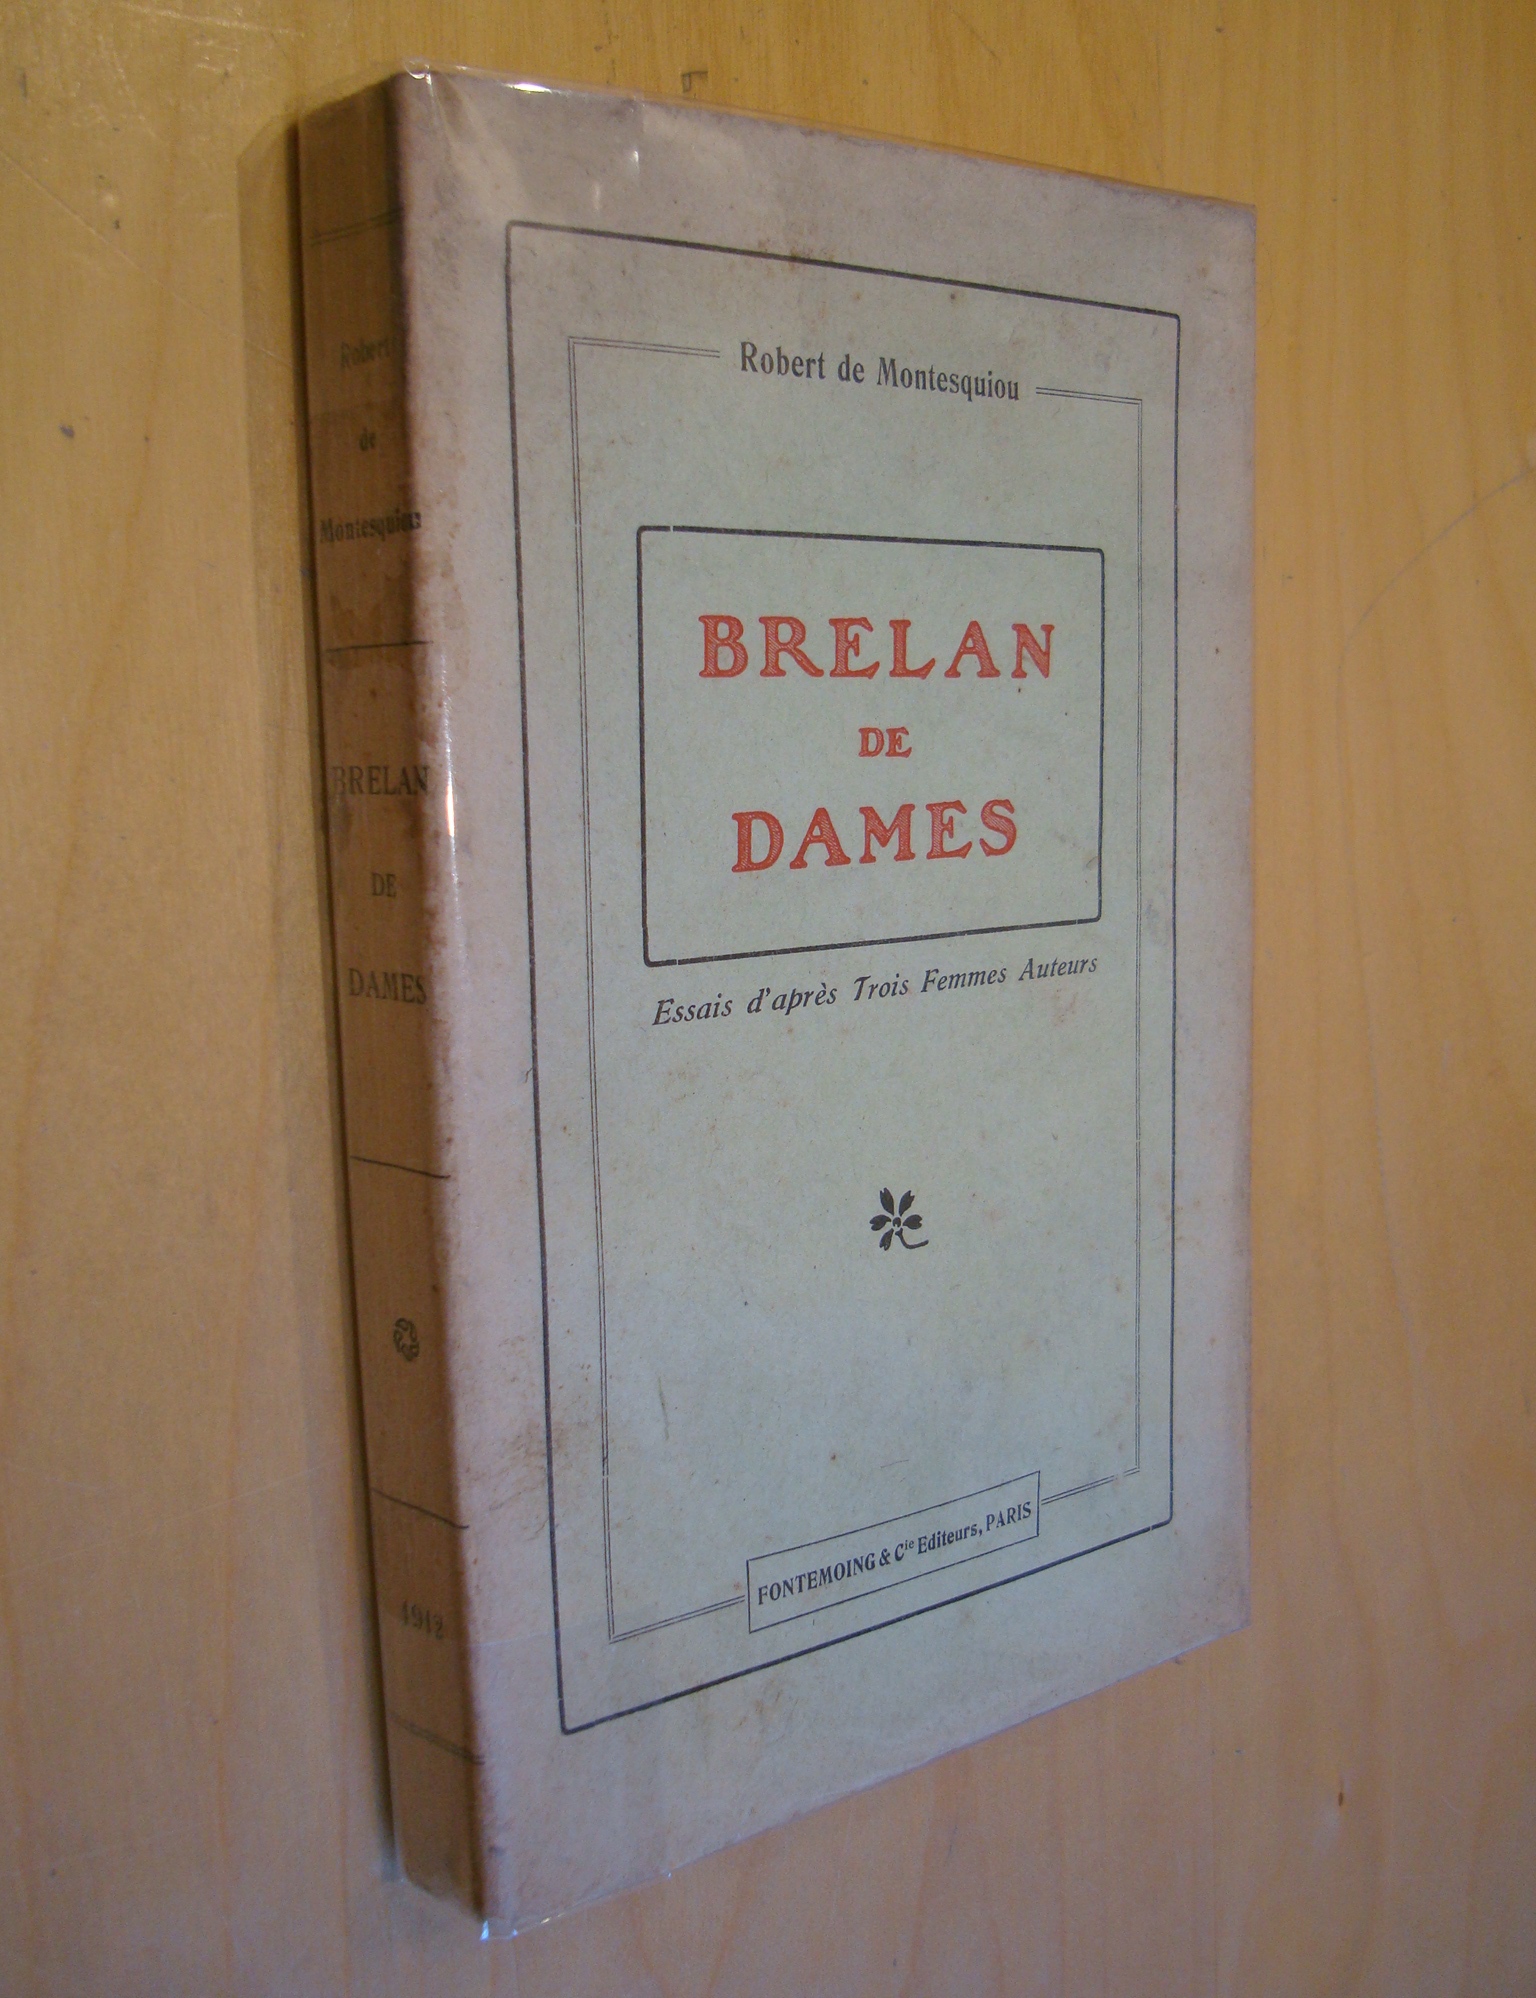 Robert
de
Montesquiou
BRELAN
DE
DAMES
1912
Robert de Montesquiou
BRELAN
DE
DAMES
Essais d'après Trois Femmes Auteurs
FONTEMOING & Cie Editeurs, PARIS